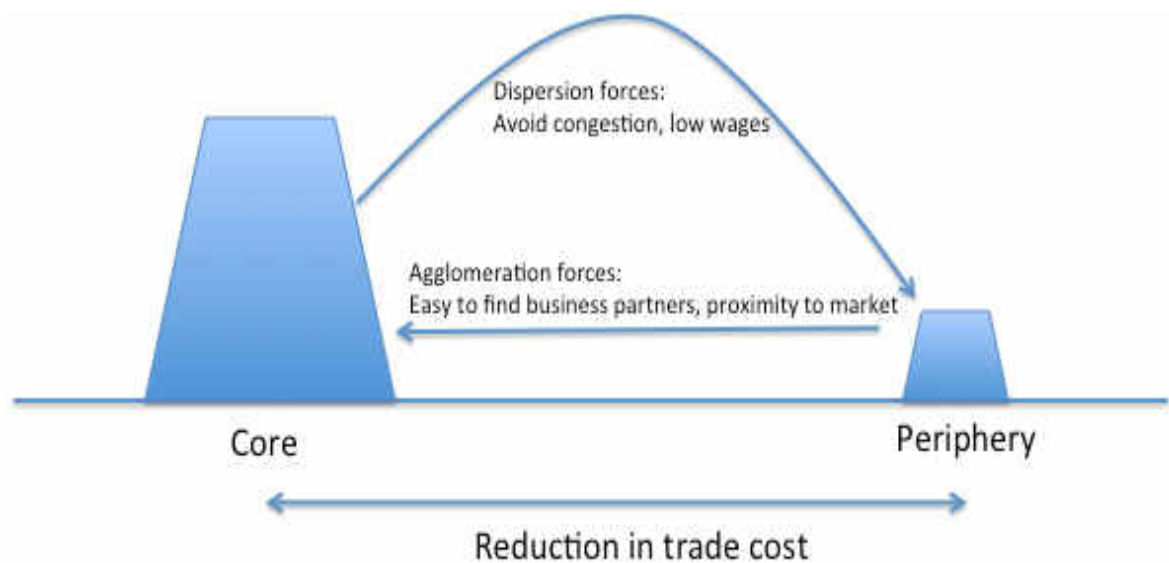 Dispersion forces:
Avoid congestion, low wages
Agglomeration forces:
Easy to find business partners, proximity to market
Core
Periphery
Reduction in trade cost